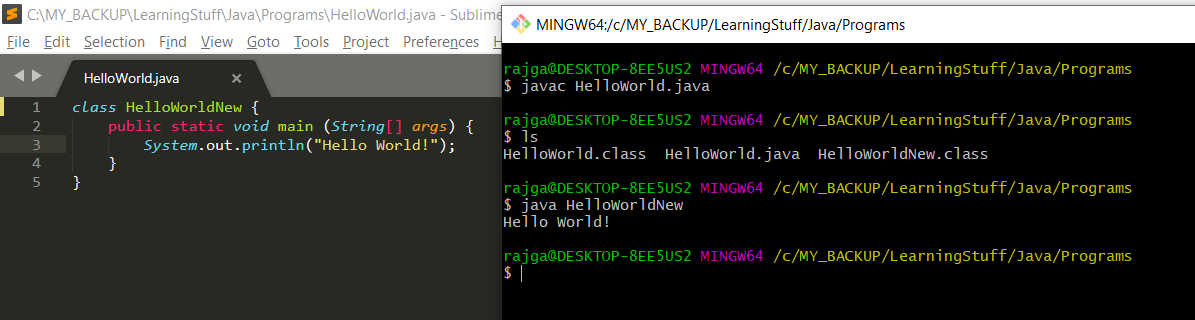 C:\MY_BACKUP\LearningStuff\Java\Programs\HelloWorld.java - Sublime
File Edit Selection Find View Goto Tools Project Preferences H
HelloWorld.java ×
1 class HelloWorldNew {
2 public static void main (String[] args) {
3 System.out.println("Hello World!");
4 }
5 }
MINGW64:/c/MY_BACKUP/LearningStuff/Java/Programs
rajga@DESKTOP-8EE5US2 MINGW64 /c/MY_BACKUP/LearningStuff/Java/Programs
$ javac HelloWorld.java
rajga@DESKTOP-8EE5US2 MINGW64 /c/MY_BACKUP/LearningStuff/Java/Programs
$ ls
HelloWorld.class HelloWorld.java HelloWorldNew.class
rajga@DESKTOP-8EE5US2 MINGW64 /c/MY_BACKUP/LearningStuff/Java/Programs
$ java HelloWorldNew
Hello World!
rajga@DESKTOP-8EE5US2 MINGW64 /c/MY_BACKUP/LearningStuff/Java/Programs
$